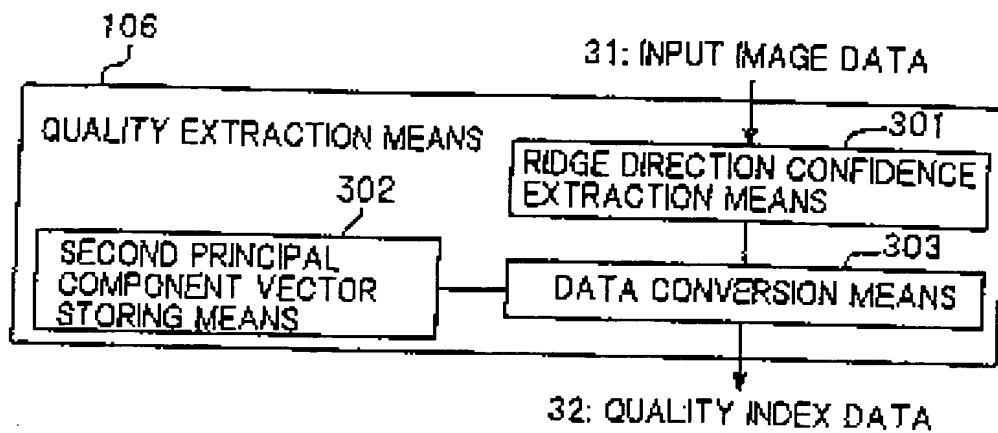 106
31: INPUT IMAGE DATA
QUALITY EXTRACTION MEANS
301
RIDGE DIRECTION CONFIDENCE
EXTRACTION MEANS
302
SECOND PRINCIPAL
COMPONENT VECTOR
STORING MEANS
303
DATA CONVERSION MEANS
32: QUALITY INDEX DATA